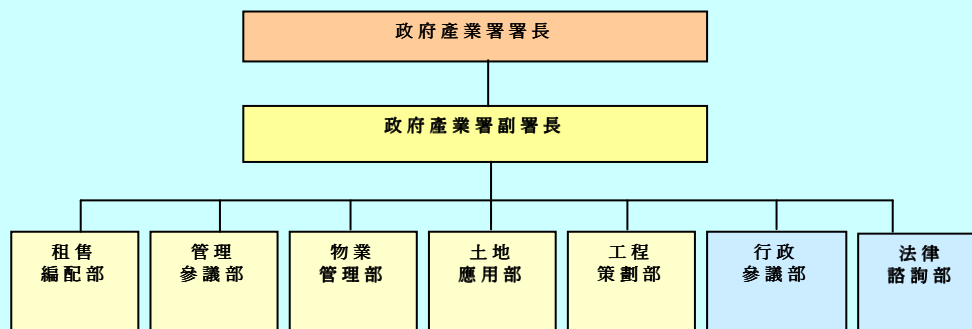 政府產業署署長
政府產業署副署長
租售
編配部
管理
參議部
物業
管理部
土地
應用部
工程
策劃部
行政
參議部
法律
諮詢部